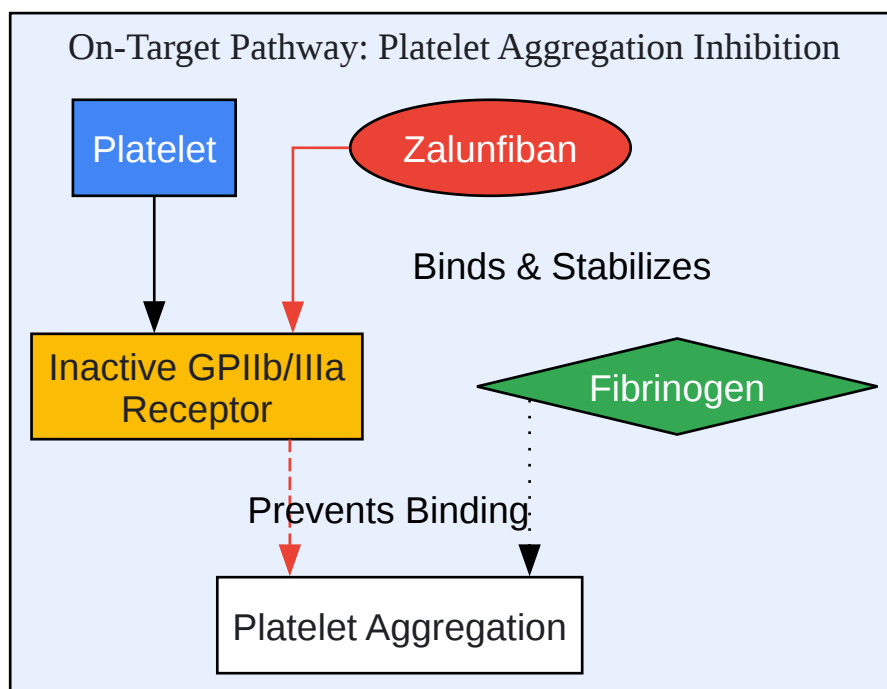 On-Target Pathway: Platelet Aggregation Inhibition
Platelet
Zalunfiban
Binds & Stabilizes
Inactive GPIIb/IIIa
Receptor
Fibrinogen
Prevents Binding
Platelet Aggregation